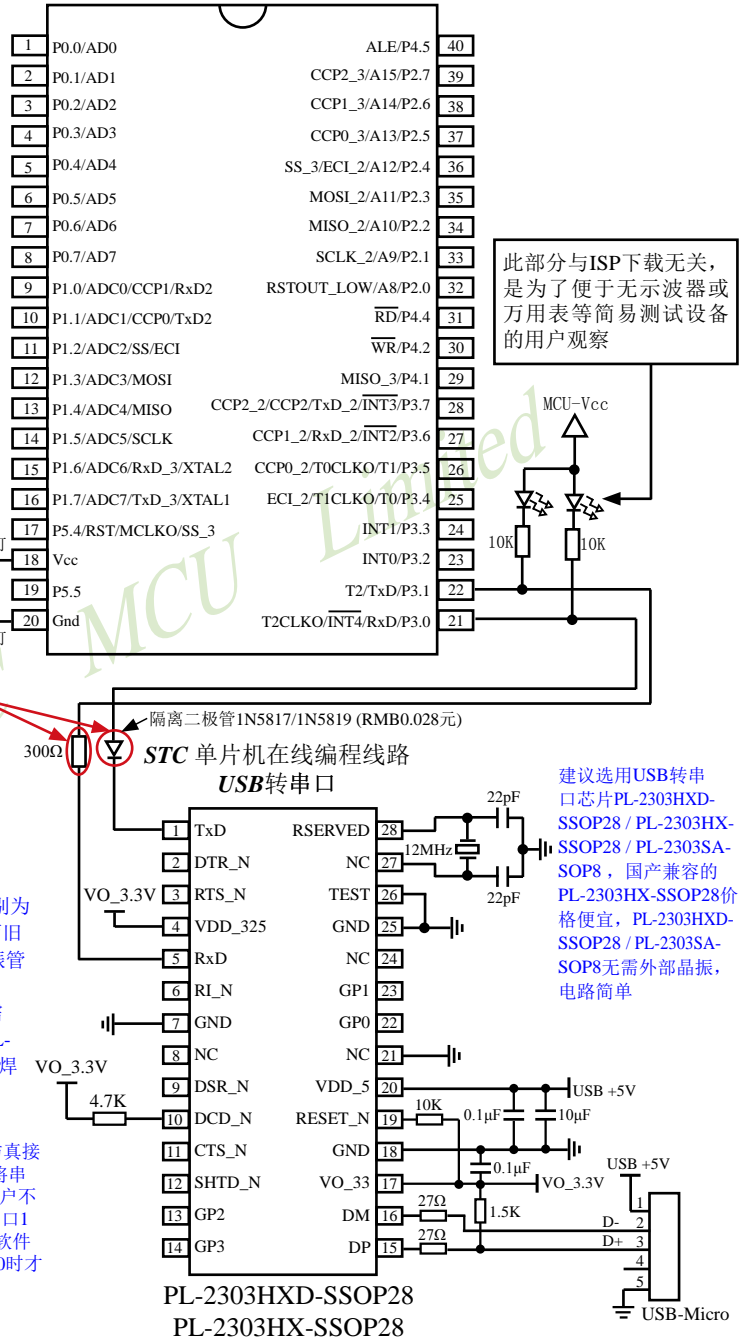 1 P0.0/AD0 ALE/P4.5 40
2 P0.1/AD1 CCP2_3/A15/P2.7 39
3 P0.2/AD2 CCP1_3/A14/P2.6 38
4 P0.3/AD3 CCP0_3/A13/P2.5 37
5 P0.4/AD4 SS_3/ECI_2/A12/P2.4 36
6 P0.5/AD5 MOSI_2/A11/P2.3 35
7 P0.6/AD6 MISO_2/A10/P2.2 34
8 P0.7/AD7 SCLK_2/A9/P2.1 33
9 P1.0/ADC0/CCP1/RxD2 RSTOUT_LOW/A8/P2.0 32
10 P1.1/ADC1/CCP0/TxD2 RD/P4.4 31
11 P1.2/ADC2/SS/ECI WR/P4.2 30
12 P1.3/ADC3/MOSI MISO_3/P4.1 29
13 P1.4/ADC4/MISO CCP2_2/CCP2/TxD_2/INT3/P3.7 28
14 P1.5/ADC5/SCLK CCP1_2/RxD_2/INT2/P3.6 27
15 P1.6/ADC6/RxD_3/XTAL2 CCP0_2/T0CLKO/T1/P3.5 26
16 P1.7/ADC7/TxD_3/XTAL1 ECI_2/T1CLKO/T0/P3.4 25
17 P5.4/RST/MCLKO/SS_3 INT1/P3.3 24
18 Vcc INT0/P3.2 23
19 P5.5 T2/TxD/P3.1 22
20 Gnd T2CLKO/INT4/RxD/P3.0 21
MCU Limited
此部分与ISP下载无关，
是为了便于无示波器或
万用表等简易测试设备
的用户观察
MCU-Vcc
10K 10K
隔离二极管1N5817/1N5819 (RMB0.028元)
300Ω
STC 单片机在线编程线路
USB转串口
1 TxD RSERVED 28
2 DTR_N NC 27
3 RTS_N TEST 26
4 VDD_325 GND 25
5 RxD NC 24
6 RI_N GP1 23
7 GND GP0 22
8 NC NC 21
9 DSR_N VDD_5 20
10 DCD_N RESET_N 19
11 CTS_N GND 18
12 SHTD_N VO_33 17
13 GP2 DM 16
14 GP3 DP 15
VO_3.3V
VO_3.3V
4.7K
22pF
12MHz
22pF
建议选用USB转串
口芯片PL-2303HXD-
SSOP28 / PL-2303HX-
SSOP28 / PL-2303SA-
SOP8 ，国产兼容的
PL-2303HX-SSOP28价
格便宜，PL-2303HXD-
SSOP28 / PL-2303SA-
SOP8无需外部晶振，
电路简单
USB +5V
10K
0.1μF 10μF
0.1μF
VO_3.3V
USB +5V
27Ω
1.5K
27Ω
D-
D+
1
2
3
4
5
USB-Micro
别为
旧
振管
L-
焊
真接
将串
户不
口1
软件
0时才
PL-2303HXD-SSOP28
PL-2303HX-SSOP28